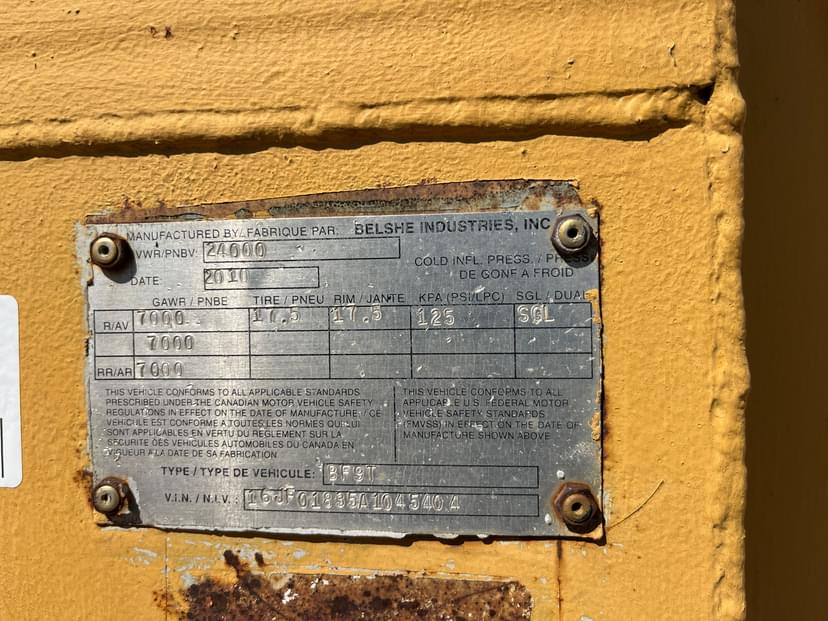 MANUFACTURED BY/FABRIQUE PAR: BELSHE INDUSTRIES, INC
VWR/PNBV: 24000
COLD INFL. PRESS. / PRESS
DATE: 2010
DE GONF A FROID
GAWR / PNBE TIRE / PNEU RIM / JANTE KPA (PSI/LPC) SGL / DUAL
R/AV 7000 17.5 17.5 125 SGL
7000
RR/AR 7000
THIS VEHICLE CONFORMS TO ALL APPLICABLE STANDARDS
PRESCRIBED UNDER THE CANADIAN MOTOR VEHICLE SAFETY
REGULATIONS IN EFFECT ON THE DATE OF MANUFACTURE / CE
VEHICULE EST CONFORME A TOUTES LES NORMES QUI LUI
SONT APPLICABLES EN VERTU DU REGLEMENT SUR LA
SECURITE DES VEHICULES AUTOMOBILES DU CANADA EN
VIGUEUR A LA DATE DE SA FABRICATION
THIS VEHICLE CONFORMS TO ALL
APPLICABLE U.S. FEDERAL MOTOR
VEHICLE SAFETY STANDARDS
(FMVSS) IN EFFECT ON THE DATE OF
MANUFACTURE SHOWN ABOVE
TYPE / TYPE DE VEHICULE: BF9T
V.I.N. / N.I.V. : 16JF01835A1045404